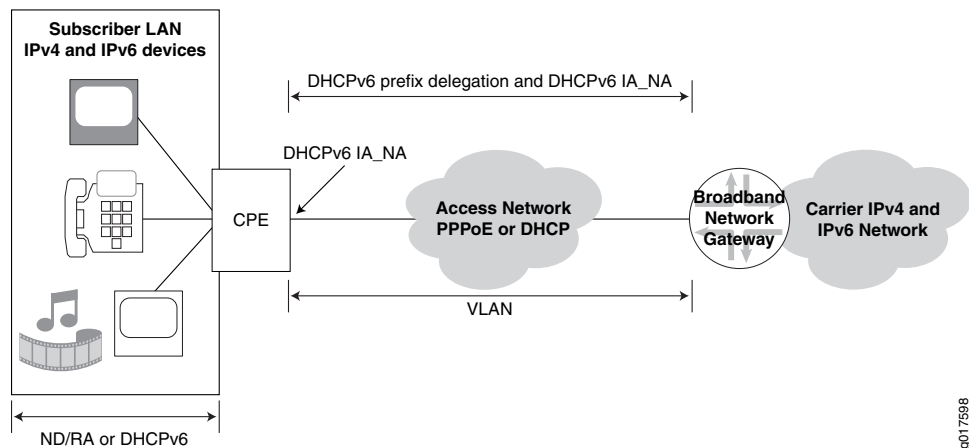 Subscriber LAN
IPv4 and IPv6 devices
DHCPv6 prefix delegation and DHCPv6 IA_NA
DHCPv6 IA_NA
CPE
Access Network
PPPoE or DHCP
Broadband
Network
Gateway
Carrier IPv4 and
IPv6 Network
VLAN
ND/RA or DHCPv6
g017598